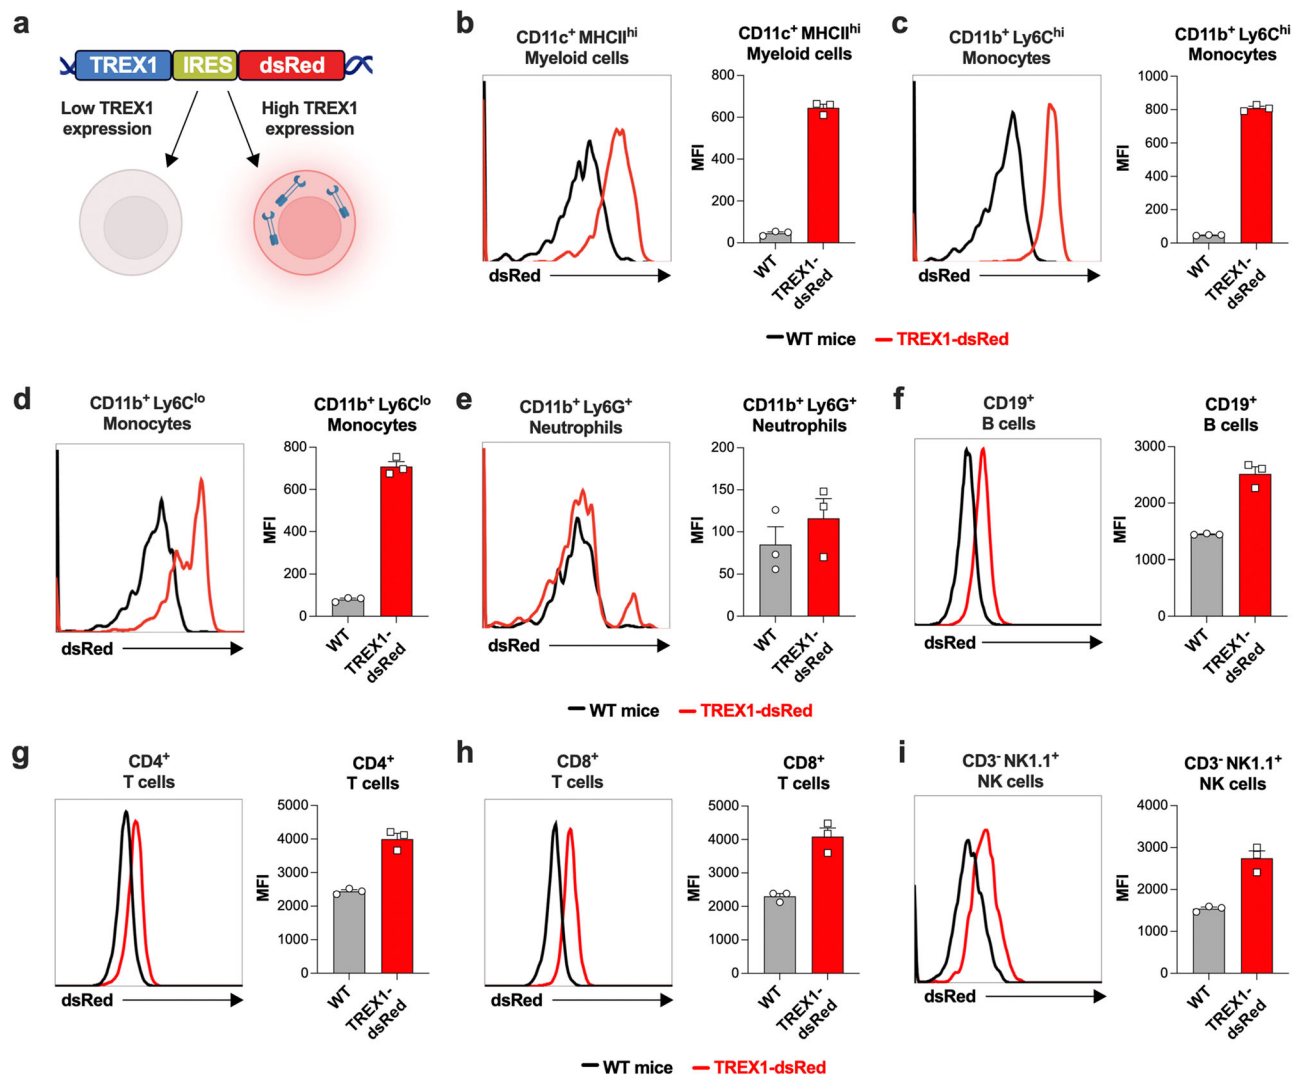 a
TREX1 IRES dsRed
Low TREX1
expression
High TREX1
expression
b
CD11c⁺ MHCIIʰⁱ
Myeloid cells
dsRed
CD11c⁺ MHCIIʰⁱ
Myeloid cells
MFI
800
600
400
200
0
WT
TREX1-
dsRed
c
CD11b⁺ Ly6Cʰⁱ
Monocytes
dsRed
CD11b⁺ Ly6Cʰⁱ
Monocytes
MFI
1000
800
600
400
200
0
WT
TREX1-
dsRed
WT mice TREX1-dsRed
d
CD11b⁺ Ly6Cˡᵒ
Monocytes
dsRed
CD11b⁺ Ly6Cˡᵒ
Monocytes
MFI
800
600
400
200
0
WT
TREX1-
dsRed
e
CD11b⁺ Ly6G⁺
Neutrophils
dsRed
CD11b⁺ Ly6G⁺
Neutrophils
MFI
200
150
100
50
0
WT
TREX1-
dsRed
f
CD19⁺
B cells
dsRed
CD19⁺
B cells
MFI
3000
2000
1000
0
WT
TREX1-
dsRed
WT mice TREX1-dsRed
g
CD4⁺
T cells
dsRed
CD4⁺
T cells
MFI
5000
4000
3000
2000
1000
0
WT
TREX1-
dsRed
h
CD8⁺
T cells
dsRed
CD8⁺
T cells
MFI
5000
4000
3000
2000
1000
0
WT
TREX1-
dsRed
i
CD3⁻ NK1.1⁺
NK cells
dsRed
CD3⁻ NK1.1⁺
NK cells
MFI
4000
3000
2000
1000
0
WT
TREX1-
dsRed
WT mice TREX1-dsRed